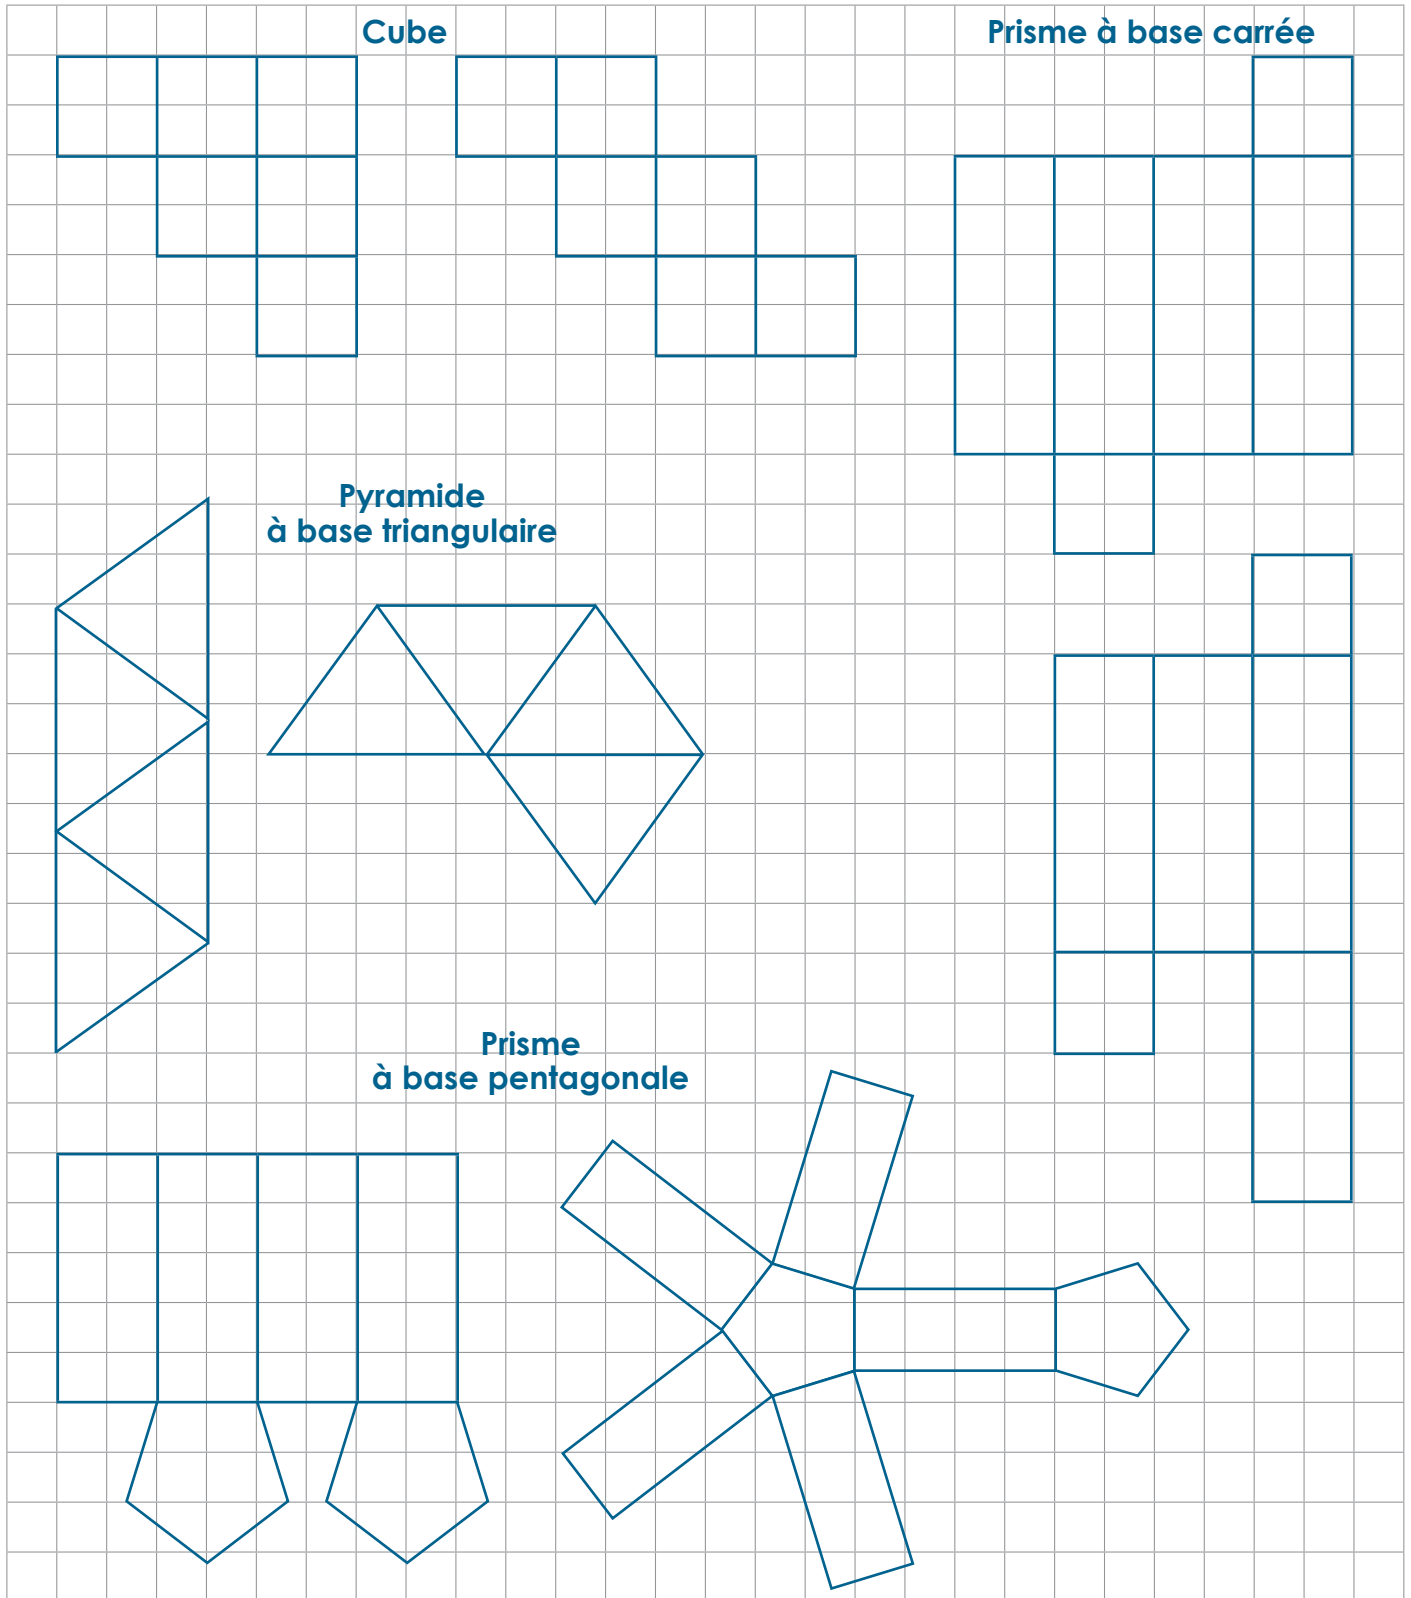 Cube
Prisme à base carrée
Pyramide
à base triangulaire
Prisme
à base pentagonale